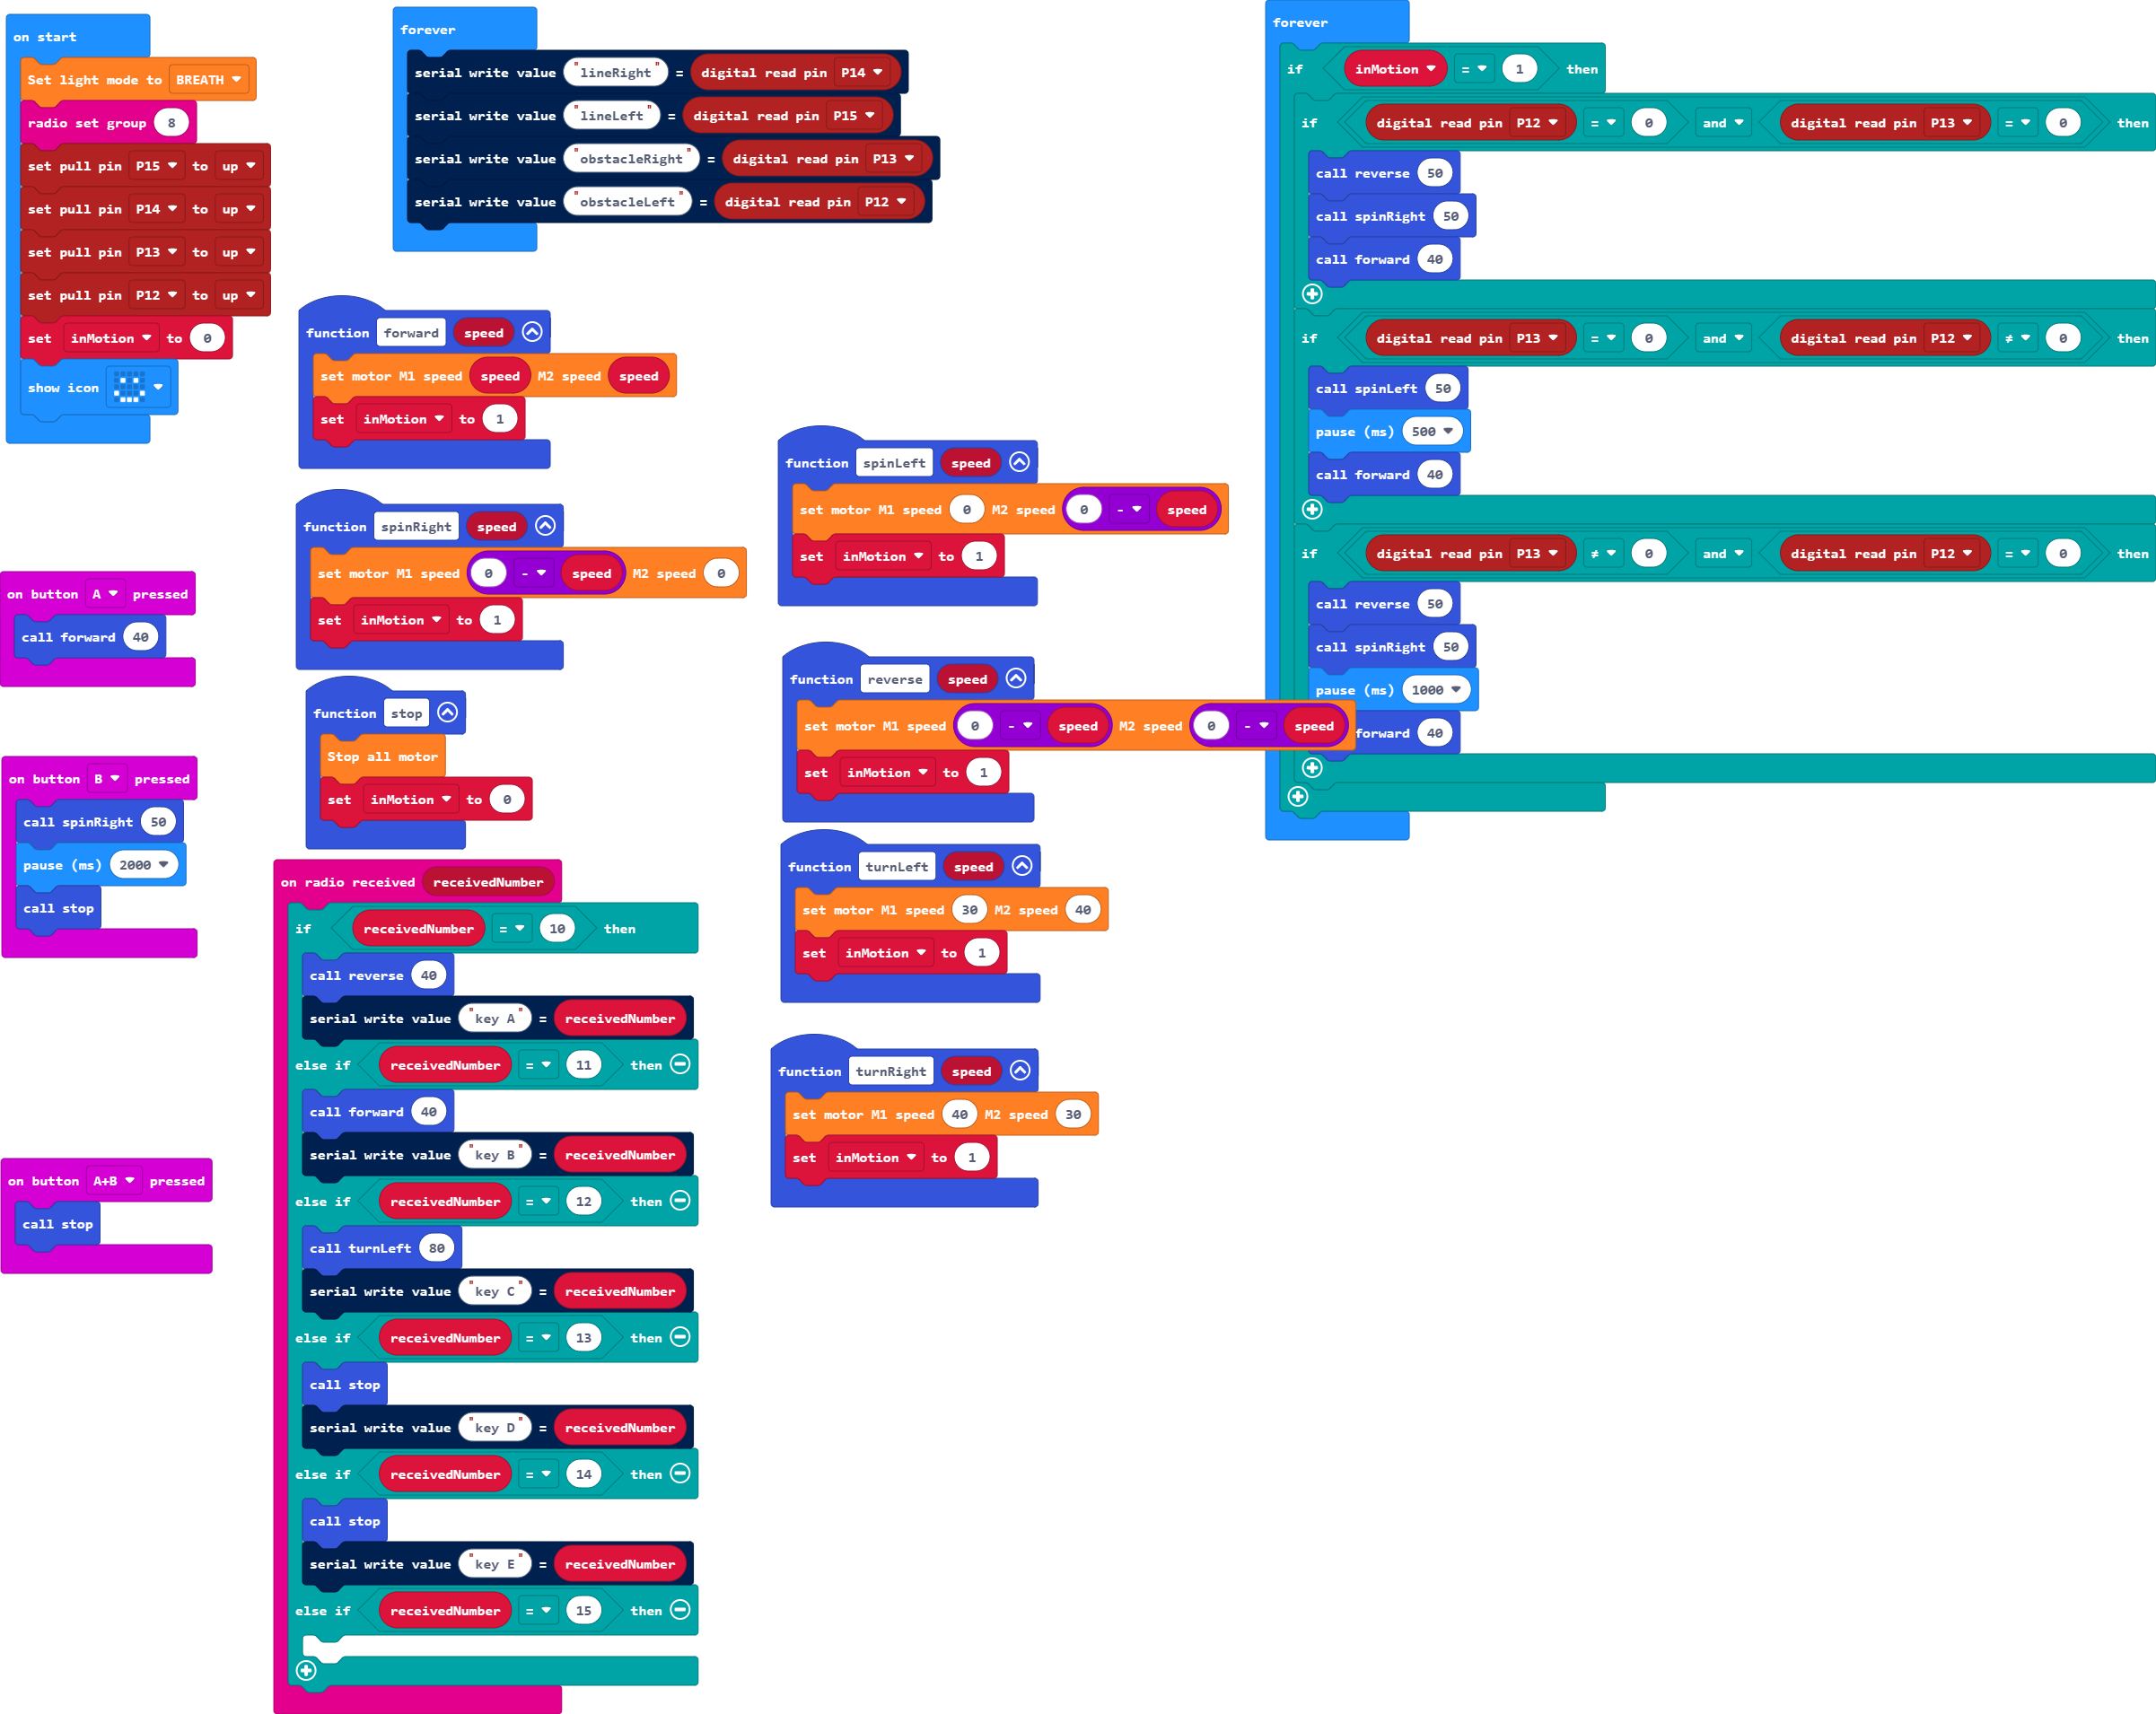 on start
Set light mode to BREATH
radio set group 8
set pull pin P15 to up
set pull pin P14 to up
set pull pin P13 to up
set pull pin P12 to up
set inMotion to 0
show icon
on button A pressed
call forward 40
on button B pressed
call spinRight 50
pause (ms) 2000
call stop
on button A+B pressed
call stop
forever
serial write value "lineRight" = digital read pin P14
serial write value "lineLeft" = digital read pin P15
serial write value "obstacleRight" = digital read pin P13
serial write value "obstacleLeft" = digital read pin P12
function forward speed
set motor M1 speed speed M2 speed speed
set inMotion to 1
function spinRight speed
set motor M1 speed 0 - speed M2 speed 0
set inMotion to 1
function stop
Stop all motor
set inMotion to 0
on radio received receivedNumber
if receivedNumber = 10 then
call reverse 40
serial write value "key A" = receivedNumber
else if receivedNumber = 11 then
call forward 40
serial write value "key B" = receivedNumber
else if receivedNumber = 12 then
call turnLeft 80
serial write value "key C" = receivedNumber
else if receivedNumber = 13 then
call stop
serial write value "key D" = receivedNumber
else if receivedNumber = 14 then
call stop
serial write value "key E" = receivedNumber
else if receivedNumber = 15 then
function spinLeft speed
set motor M1 speed 0 M2 speed 0 - speed
set inMotion to 1
function reverse speed
set motor M1 speed 0 - speed M2 speed 0 - speed
set inMotion to 1
function turnLeft speed
set motor M1 speed 30 M2 speed 40
set inMotion to 1
function turnRight speed
set motor M1 speed 40 M2 speed 30
set inMotion to 1
forever
if inMotion = 1 then
if digital read pin P12 = 0 and digital read pin P13 = 0 then
call reverse 50
call spinRight 50
call forward 40
if digital read pin P13 = 0 and digital read pin P12 ≠ 0 then
call spinLeft 50
pause (ms) 500
call forward 40
if digital read pin P13 ≠ 0 and digital read pin P12 = 0 then
call reverse 50
call spinRight 50
pause (ms) 1000
forward 40